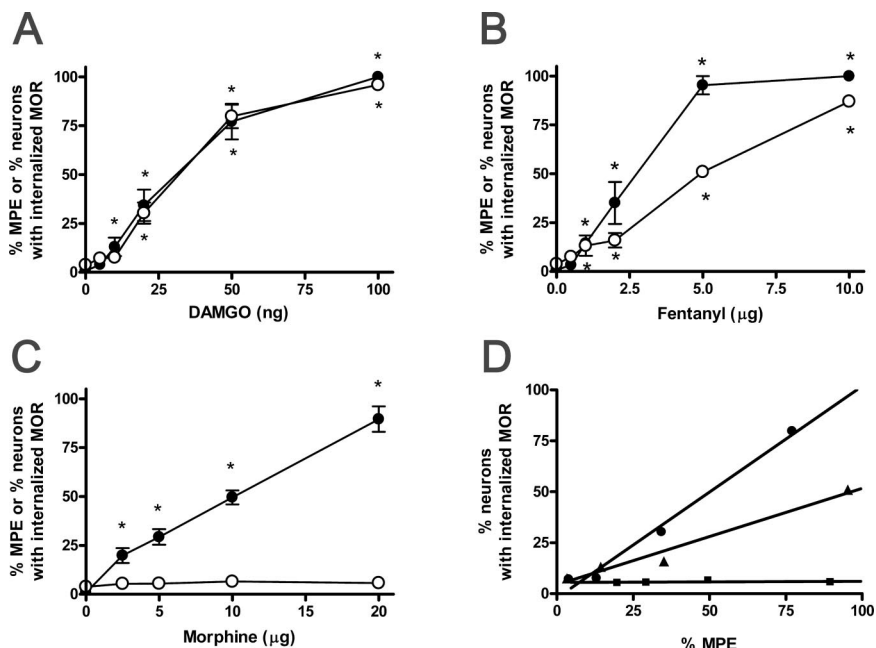 A
% MPE or % neurons
with internalized MOR
100
75
50
25
0
0
25
50
75
100
DAMGO (ng)
* * * * * *
B
% MPE or % neurons
with internalized MOR
100
75
50
25
0
0.0
2.5
5.0
7.5
10.0
Fentanyl (μg)
* * * * * * * *
C
% MPE or % neurons
with internalized MOR
100
75
50
25
0
0
5
10
15
20
Morphine (μg)
* * * *
D
% neurons
with internalized MOR
100
75
50
25
0
0
25
50
75
100
% MPE